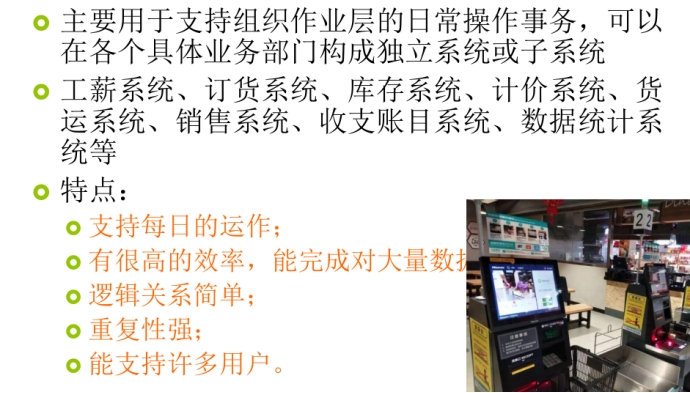 主要用于支持组织作业层的日常操作事务，可以
在各个具体业务部门构成独立系统或子系统
工薪系统、订货系统、库存系统、计价系统、货
运系统、销售系统、收支账目系统、数据统计系
统等
特点：
支持每日的运作；
有很高的效率，能完成对大量数据
逻辑关系简单；
重复性强；
能支持许多用户。
22